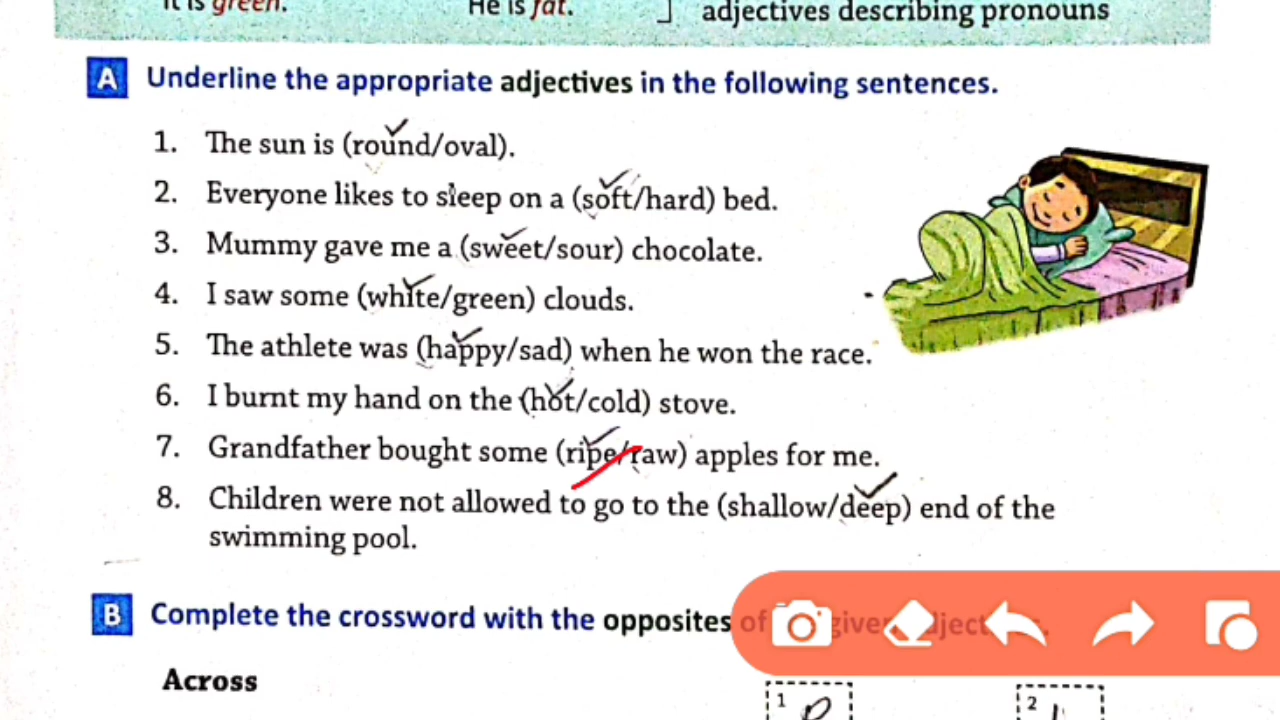 It is green. He is fat. adjectives describing pronouns
A Underline the appropriate adjectives in the following sentences.
1. The sun is (round/oval).
2. Everyone likes to sleep on a (soft/hard) bed.
3. Mummy gave me a (sweet/sour) chocolate.
4. I saw some (white/green) clouds.
5. The athlete was (happy/sad) when he won the race.
6. I burnt my hand on the (hot/cold) stove.
7. Grandfather bought some (ripe/raw) apples for me.
8. Children were not allowed to go to the (shallow/deep) end of the
swimming pool.
B Complete the crossword with the opposites of given adject
Across
1 2